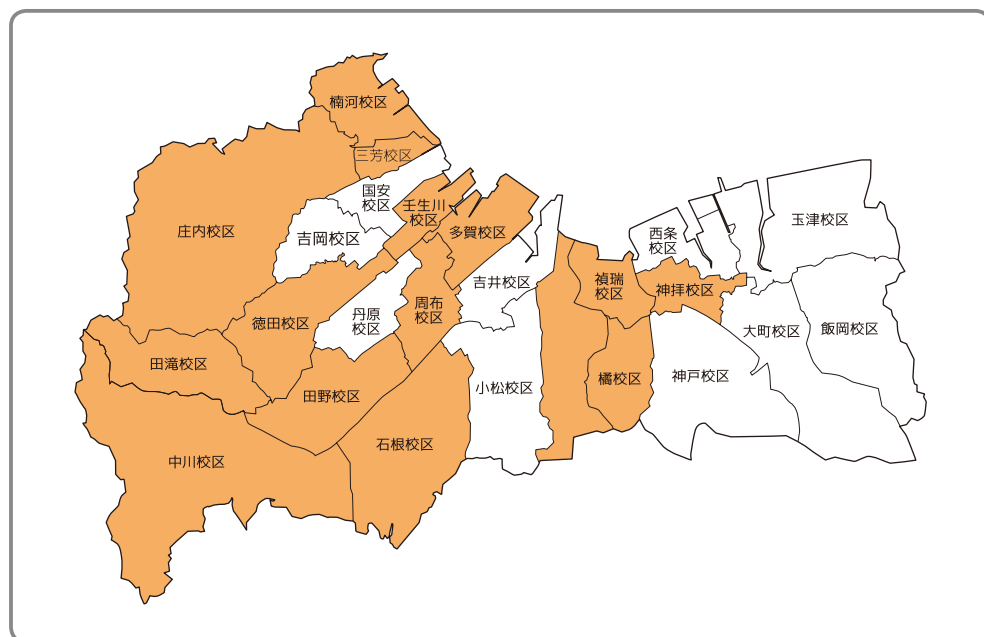 楠河校区
三芳校区
国安
校区
壬生川
校区
庄内校区
吉岡校区
多賀校区
西条
校区
玉津校区
吉井校区
禎瑞
校区
神拝校区
周布
校区
丹原
校区
徳田校区
大町校区
飯岡校区
田滝校区
田野校区
小松校区
橘校区
神戸校区
石根校区
中川校区